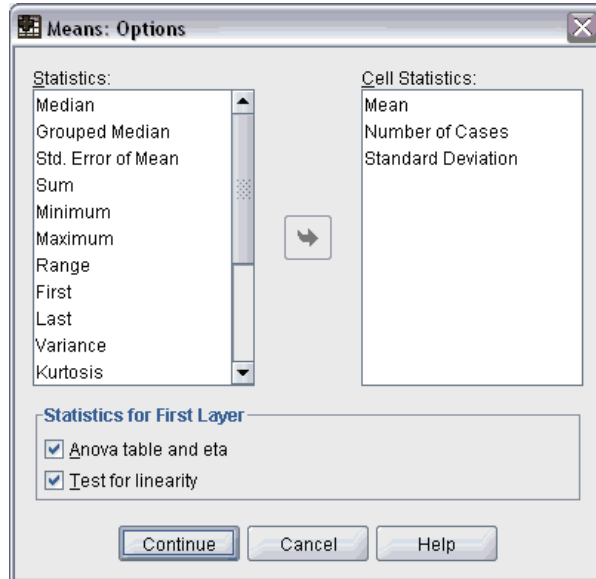 Means: Options
Statistics:
Median
Grouped Median
Std. Error of Mean
Sum
Minimum
Maximum
Range
First
Last
Variance
Kurtosis
Cell Statistics:
Mean
Number of Cases
Standard Deviation
Statistics for First Layer
Anova table and eta
Test for linearity
Continue
Cancel
Help